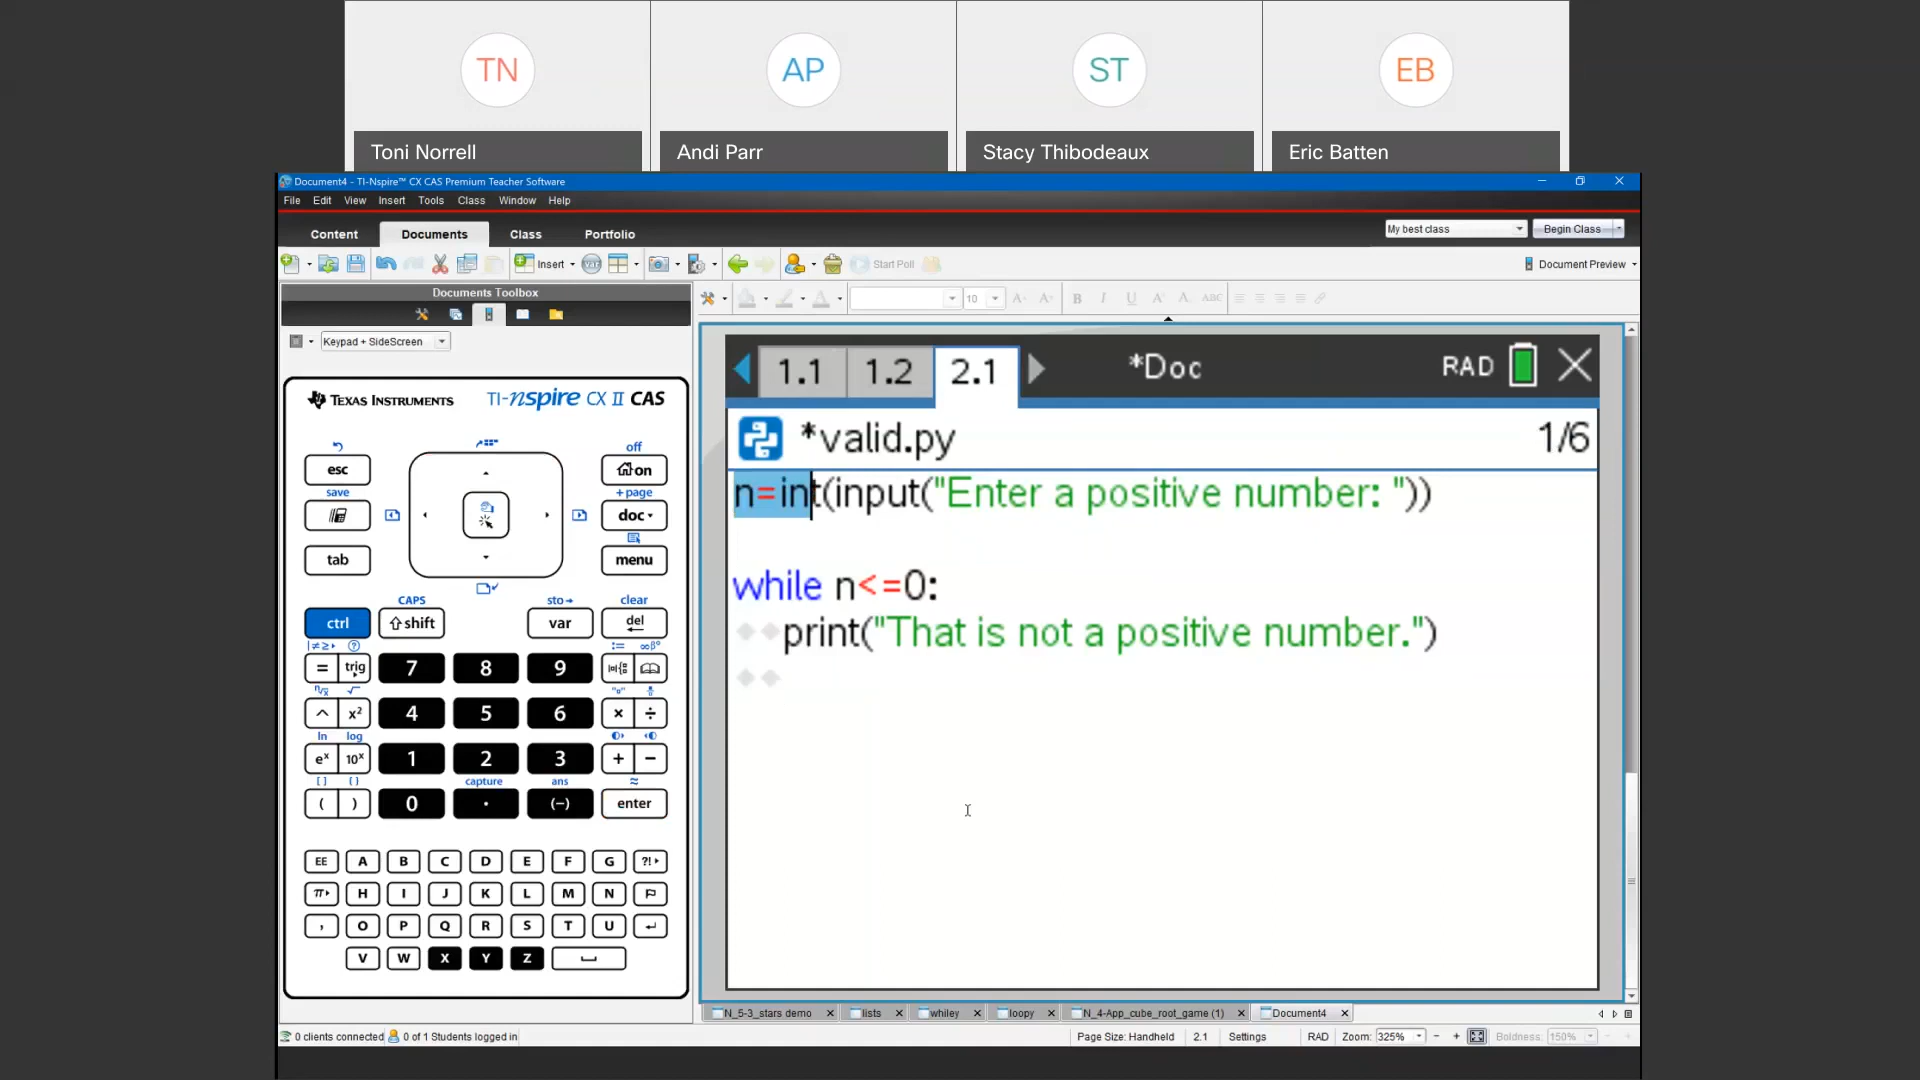 TN AP ST EB
Toni Norrell Andi Parr Stacy Thibodeaux Eric Batten
Document4 - TI-Nspire™ CX CAS Premium Teacher Software
File Edit View Insert Tools Class Window Help
Content Documents Class Portfolio
My best class Begin Class
Insert Start Poll Document Preview
Documents Toolbox
10 B I U ABC
Keypad + SideScreen
TEXAS INSTRUMENTS TI-nspire CX II CAS
off
esc on
save + page
doc
tab menu
CAPS sto→ clear
ctrl shift var del
= trig 7 8 9
^ x² 4 5 6 × ÷
ln log
eˣ 10ˣ 1 2 3 + −
[ ] { } capture ans ≈
( ) 0 . (−) enter
EE A B C D E F G ?!
π H I J K L M N
, O P Q R S T U
V W X Y Z
1.1 1.2 2.1 *Doc RAD
*valid.py 1/6
n=int(input("Enter a positive number: "))
while n<=0:
print("That is not a positive number.")
N_5-3_stars demo lists whiley loopy N_4-App_cube_root_game (1) Document4
0 clients connected 0 of 1 Students logged in Page Size: Handheld 2.1 Settings RAD Zoom: 325% − + Boldness: 150% − +